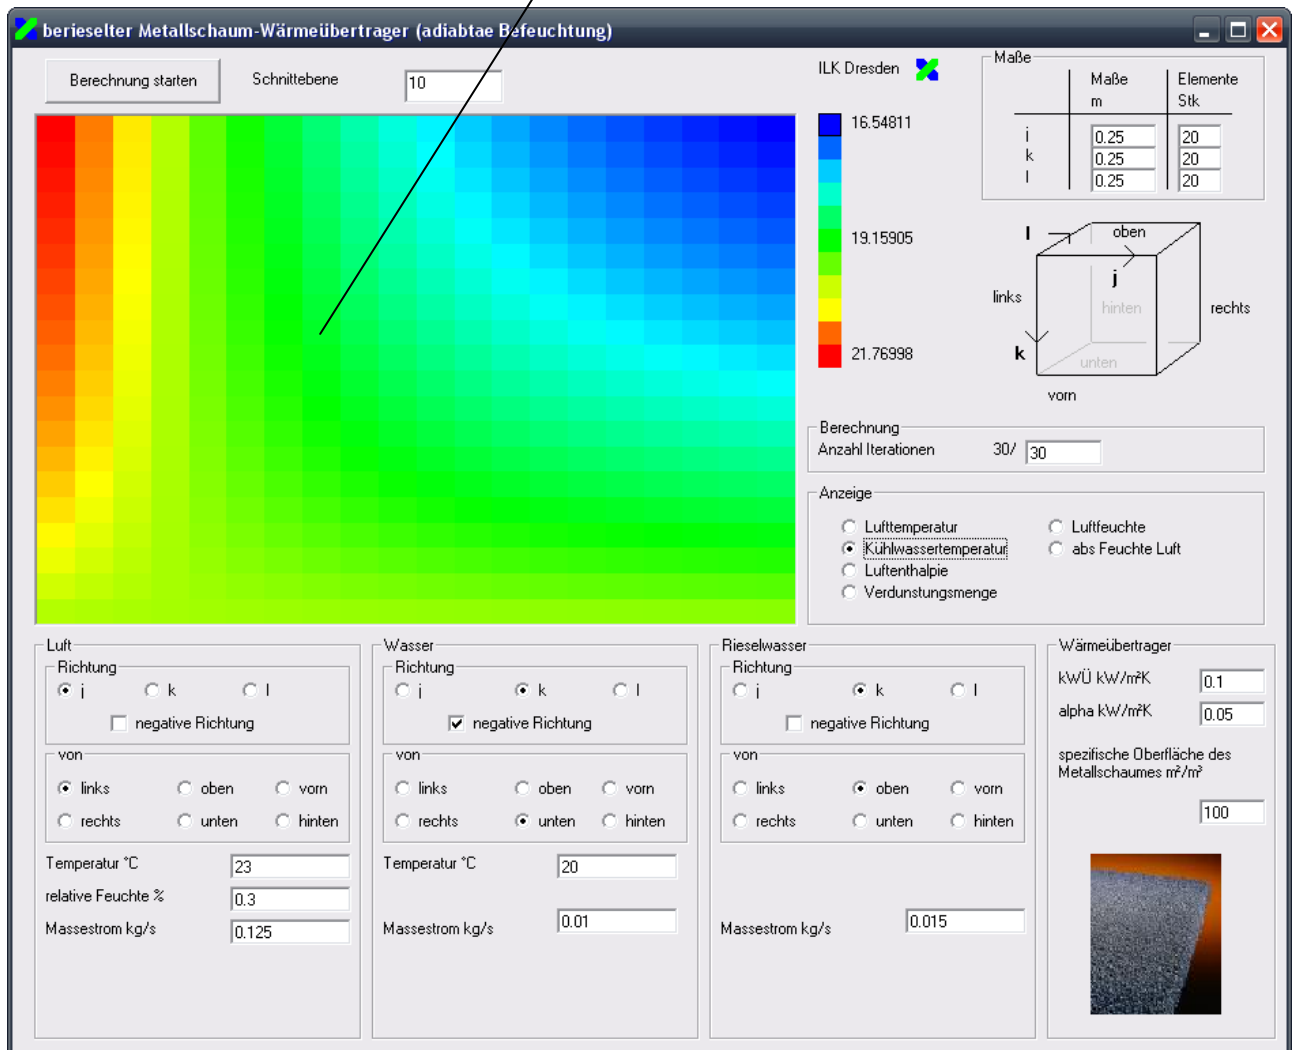 berieselter Metallschaum-Wärmeübertrager (adiabtae Befeuchtung)
Berechnung starten
Schnittebene
10
ILK Dresden
16.54811
19.15905
21.76998
Maße
Maße Elemente
m Stk
j 0.25 20
k 0.25 20
l 0.25 20
l
oben
j
links
hinten
rechts
k
unten
vorn
Berechnung
Anzahl Iterationen 30/ 30
Anzeige
Lufttemperatur Luftfeuchte
Kühlwassertemperatur abs Feuchte Luft
Luftenthalpie
Verdunstungsmenge
Luft
Richtung
j k l
negative Richtung
von
links oben vorn
rechts unten hinten
Temperatur °C 23
relative Feuchte % 0.3
Massestrom kg/s 0.125
Wasser
Richtung
j k l
negative Richtung
von
links oben vorn
rechts unten hinten
Temperatur °C 20
Massestrom kg/s 0.01
Rieselwasser
Richtung
j k l
negative Richtung
von
links oben vorn
rechts unten hinten
Massestrom kg/s 0.015
Wärmeübertrager
kWÜ kW/m²K 0.1
alpha kW/m²K 0.05
spezifische Oberfläche des
Metallschaumes m²/m³
100